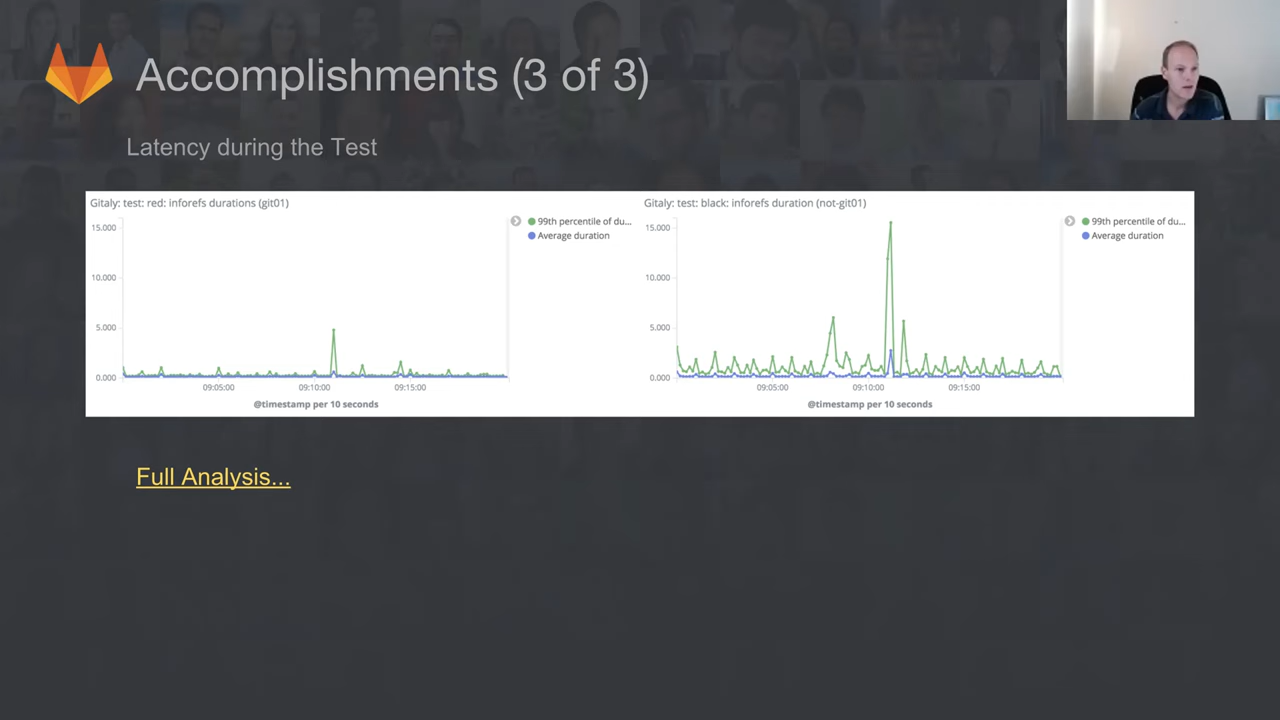 Accomplishments (3 of 3)
Latency during the Test
Gitaly: test: red: inforefs durations (git01)
15.000
10.000
5.000
0.000
09:05:00 09:10:00 09:15:00
@timestamp per 10 seconds
99th percentile of du...
Average duration
Gitaly: test: black: inforefs duration (not-git01)
15.000
10.000
5.000
0.000
09:05:00 09:10:00 09:15:00
@timestamp per 10 seconds
99th percentile of du...
Average duration
Full Analysis...